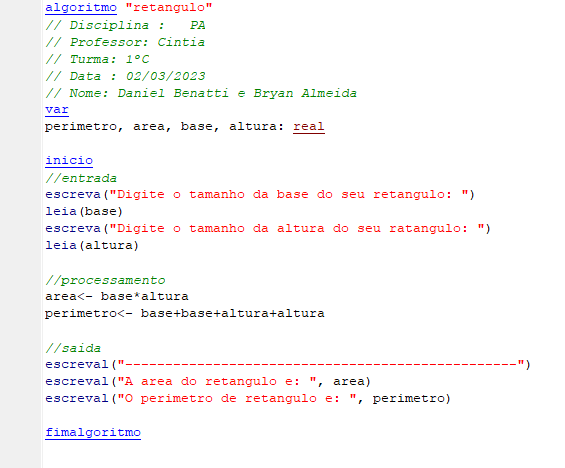 algoritmo "retangulo"
// Disciplina :   PA
// Professor: Cintia
// Turma: 1ºC
// Data : 02/03/2023
// Nome: Daniel Benatti e Bryan Almeida
var
perimetro, area, base, altura: real
inicio
//entrada
escreva("Digite o tamanho da base do seu retangulo: ")
leia(base)
escreva("Digite o tamanho da altura do seu ratangulo: ")
leia(altura)
//processamento
area<- base*altura
perimetro<- base+base+altura+altura
//saida
escreval("-------------------------------------------------")
escreval("A area do retangulo e: ", area)
escreval("O perimetro de retangulo e: ", perimetro)
fimalgoritmo